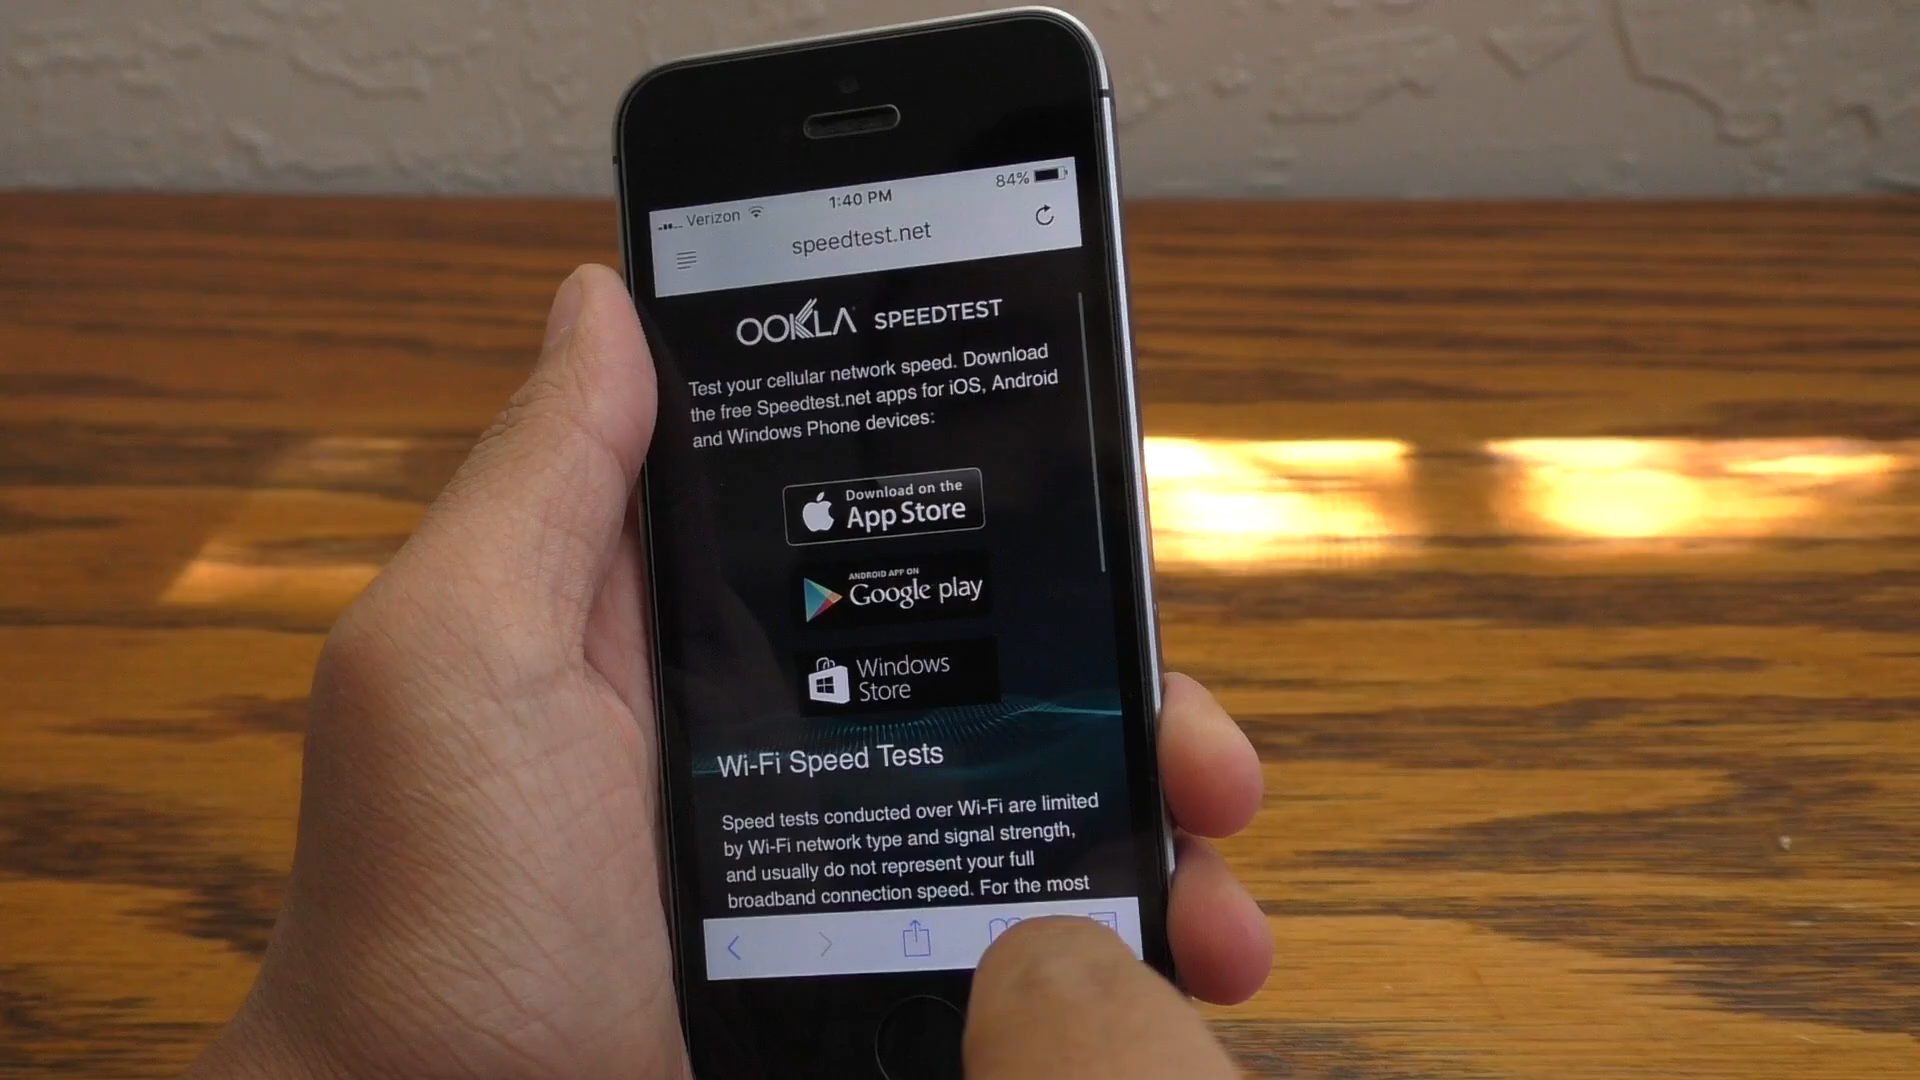 Verizon 1:40 PM 84%
speedtest.net
OOKLA SPEEDTEST
Test your cellular network speed. Download
the free Speedtest.net apps for iOS, Android
and Windows Phone devices:
Download on the
App Store
ANDROID APP ON
Google play
Windows
Store
Wi-Fi Speed Tests
Speed tests conducted over Wi-Fi are limited
by Wi-Fi network type and signal strength,
and usually do not represent your full
broadband connection speed. For the most